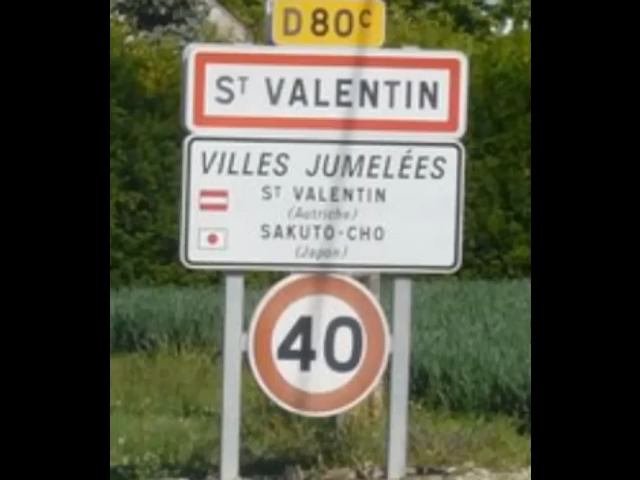 D80c
ST VALENTIN
VILLES JUMELÉES
ST VALENTIN
(Autriche)
SAKUTO-CHO
(Japon)
40